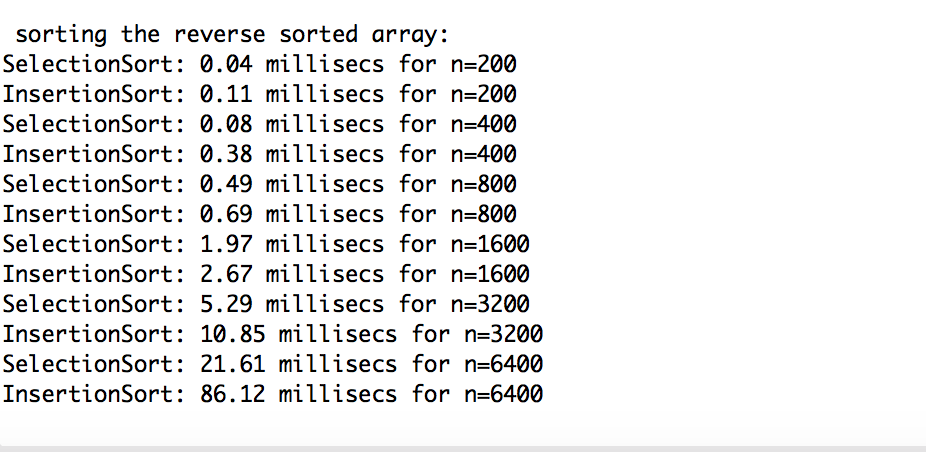 sorting the reverse sorted array:
SelectionSort: 0.04 millisecs for n=200
InsertionSort: 0.11 millisecs for n=200
SelectionSort: 0.08 millisecs for n=400
InsertionSort: 0.38 millisecs for n=400
SelectionSort: 0.49 millisecs for n=800
InsertionSort: 0.69 millisecs for n=800
SelectionSort: 1.97 millisecs for n=1600
InsertionSort: 2.67 millisecs for n=1600
SelectionSort: 5.29 millisecs for n=3200
InsertionSort: 10.85 millisecs for n=3200
SelectionSort: 21.61 millisecs for n=6400
InsertionSort: 86.12 millisecs for n=6400